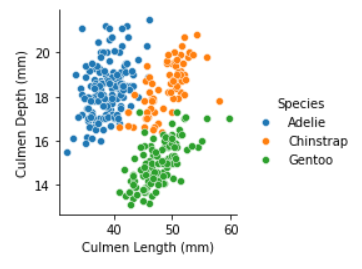 20
18
16
14
Culmen Depth (mm)
40
50
60
Culmen Length (mm)
Species
Adelie
Chinstrap
Gentoo